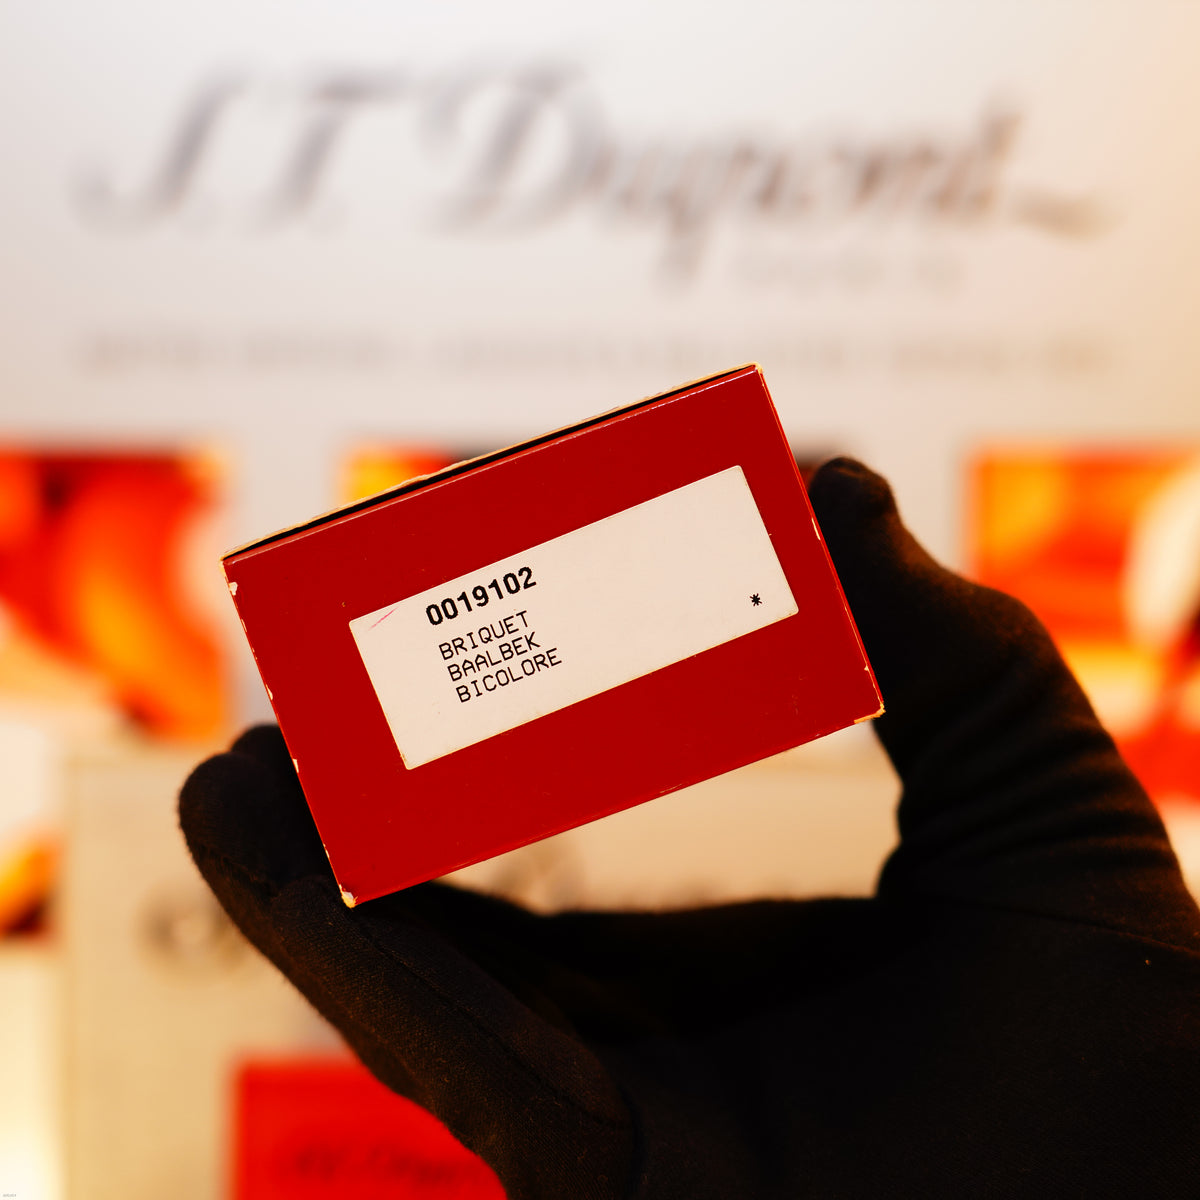 S.T. Dupont
0019102
BRIQUET
BAALBEK
BICOLORE
*